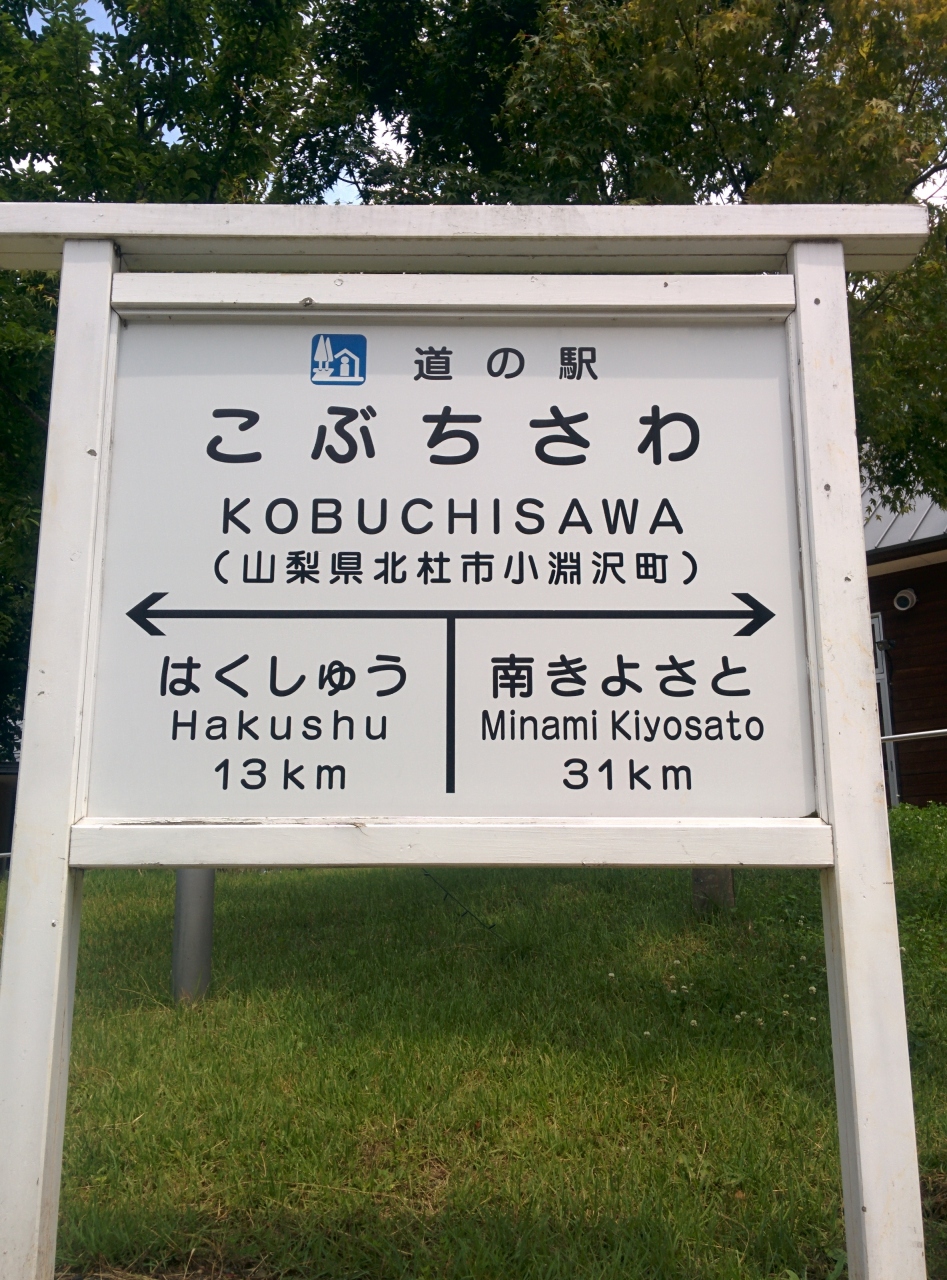 道の駅
こぶちさわ
KOBUCHISAWA
（山梨県北杜市小淵沢町）
はくしゅう
Hakushu
13km
南きよさと
Minami Kiyosato
31km